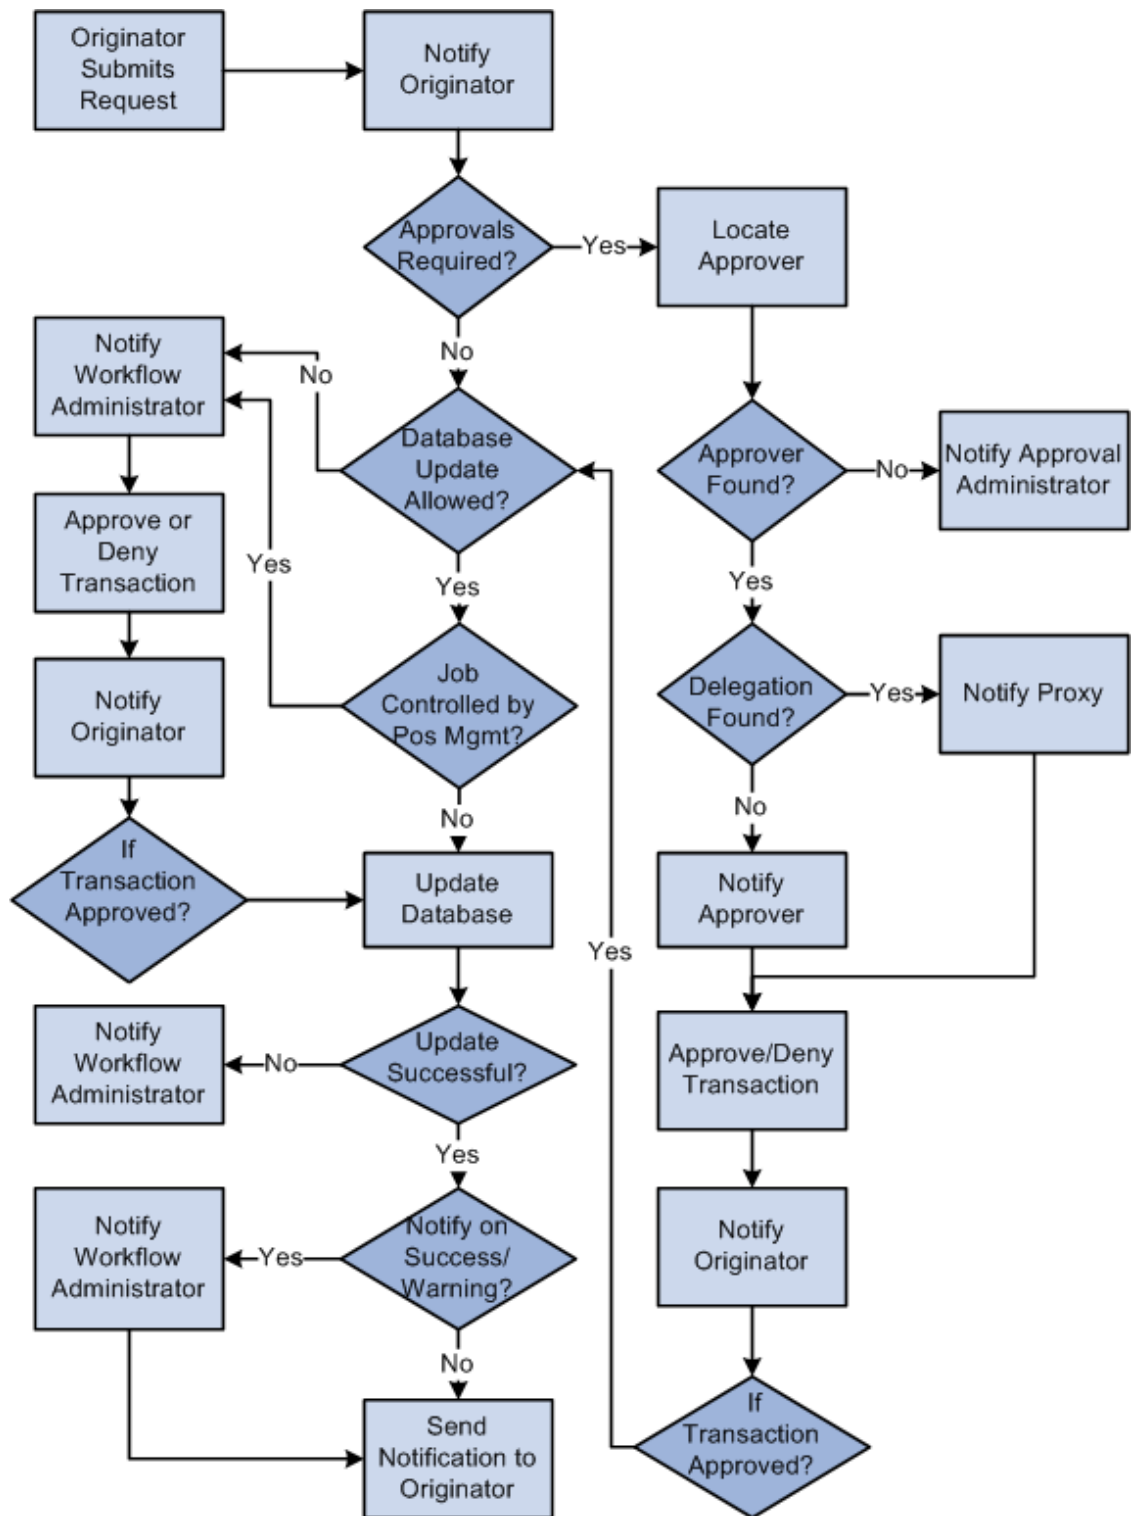 Originator
Submits
Request
Notify
Originator
Approvals
Required?
Yes
Locate
Approver
No
Notify
Workflow
Administrator
No
Database
Update
Allowed?
Approver
Found?
No
Notify Approval
Administrator
Approve or
Deny
Transaction
Yes
Yes
Yes
Notify
Originator
Job
Controlled by
Pos Mgmt?
Delegation
Found?
Yes
Notify Proxy
No
No
If
Transaction
Approved?
Update
Database
Notify
Approver
Yes
Notify
Workflow
Administrator
No
Update
Successful?
Approve/Deny
Transaction
Yes
Notify
Workflow
Administrator
Yes
Notify on
Success/
Warning?
Notify
Originator
No
Send
Notification to
Originator
If
Transaction
Approved?